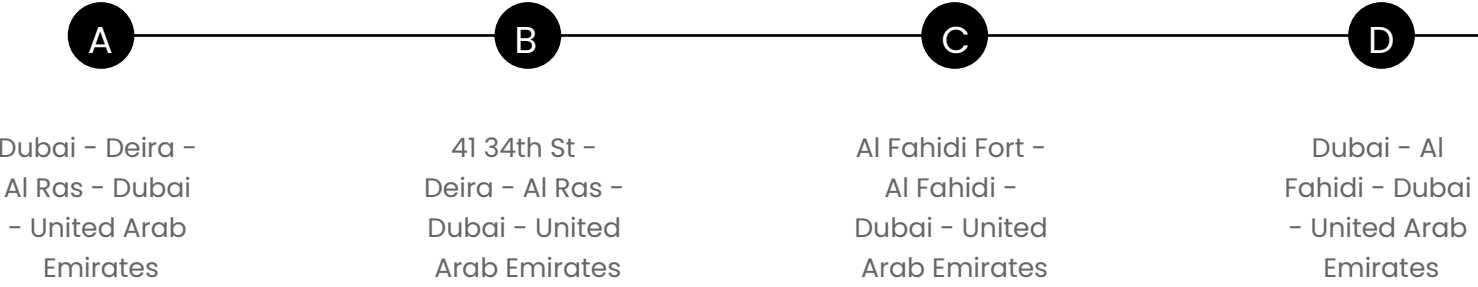 A
Dubai - Deira -
Al Ras - Dubai
- United Arab
Emirates
B
41 34th St -
Deira - Al Ras -
Dubai - United
Arab Emirates
C
Al Fahidi Fort -
Al Fahidi -
Dubai - United
Arab Emirates
D
Dubai - Al
Fahidi - Dubai
- United Arab
Emirates